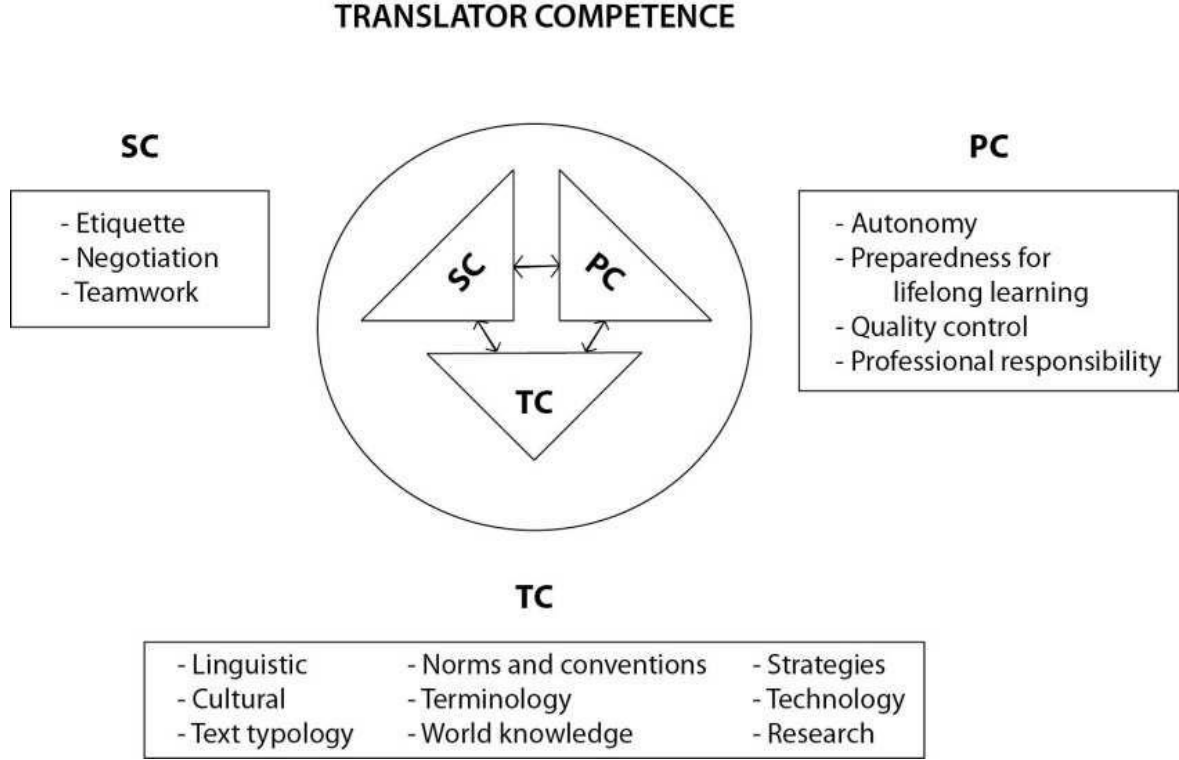 TRANSLATOR COMPETENCE
SC
- Etiquette
- Negotiation
- Teamwork
SC
PC
TC
PC
- Autonomy
- Preparedness for
lifelong learning
- Quality control
- Professional responsibility
TC
- Linguistic
- Cultural
- Text typology
- Norms and conventions
- Terminology
- World knowledge
- Strategies
- Technology
- Research